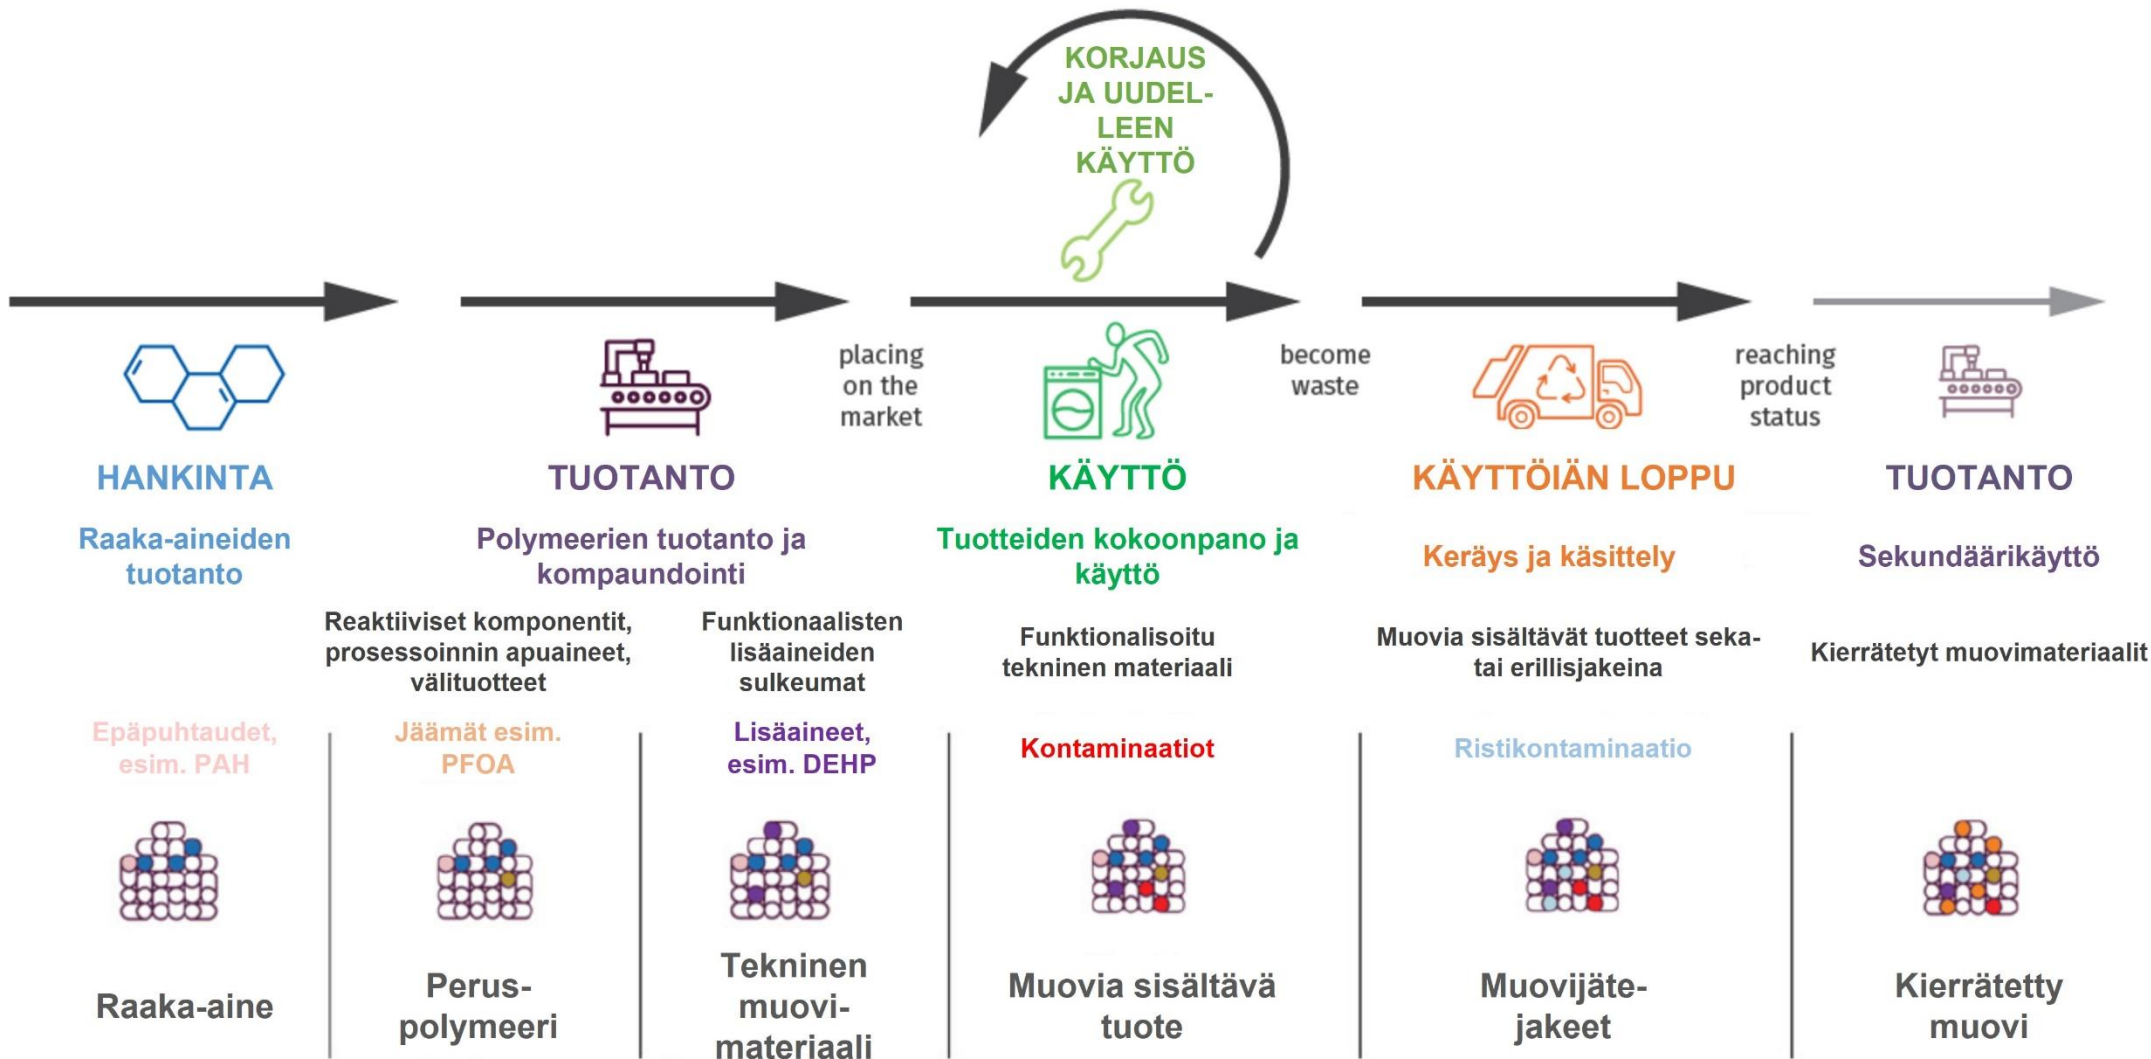 KORJAUS
JA UUDEL-
LEEN
KÄYTTÖ
placing
on the
market
become
waste
reaching
product
status
HANKINTA
TUOTANTO
KÄYTTÖ
KÄYTTÖIÄN LOPPU
TUOTANTO
Raaka-aineiden
tuotanto
Polymeerien tuotanto ja
kompaundointi
Tuotteiden kokoonpano ja
käyttö
Keräys ja käsittely
Sekundäärikäyttö
Reaktiiviset komponentit,
prosessoinnin apuaineet,
välituotteet
Funktionaalisten
lisäaineiden
sulkeumat
Funktionalisoitu
tekninen materiaali
Muovia sisältävät tuotteet seka-
tai erillisjakeina
Kierrätetyt muovimateriaalit
Epäpuhtaudet,
esim. PAH
Jäämät esim.
PFOA
Lisäaineet,
esim. DEHP
Kontaminaatiot
Ristikontaminaatio
Raaka-aine
Perus-
polymeeri
Tekninen
muovi-
materiaali
Muovia sisältävä
tuote
Muovijäte-
jakeet
Kierrätetty
muovi